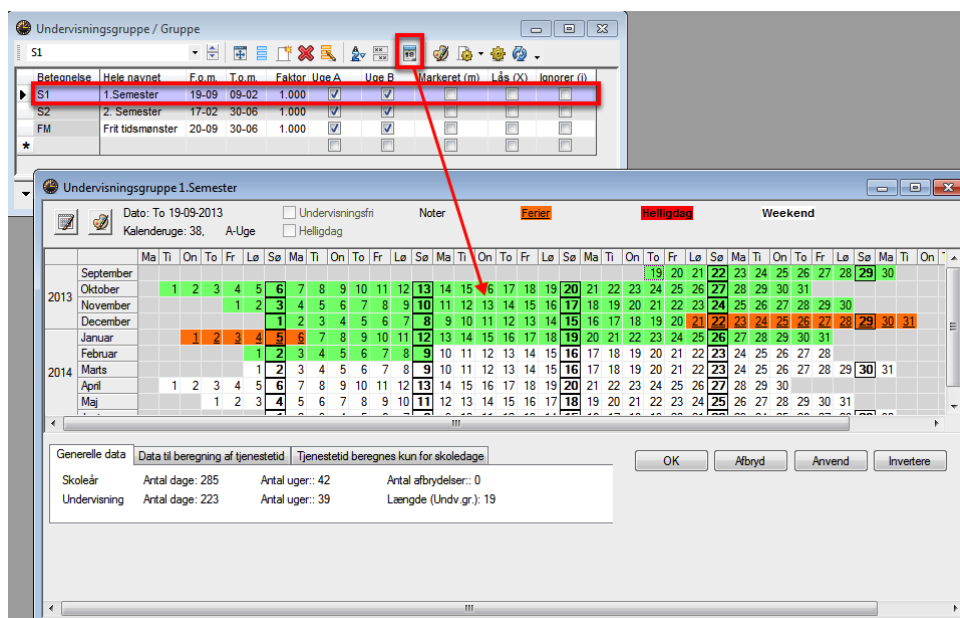 Undervisningsgruppe / Gruppe
S1
Betegnelse Hele navnet F.o.m. T.o.m. Faktor Uge A Uge B Markeret (m) Lås (X) Ignorer (i)
S1 1.Semester 19-09 09-02 1.000
S2 2. Semester 17-02 30-06 1.000
FM Frit tidsmønster 20-09 30-06 1.000
Undervisningsgruppe 1.Semester
Dato: To 19-09-2013 Undervisningsfri Noter Ferier Helligdag Weekend
Kalenderuge: 38, A-Uge Helligdag
Ma Ti On To Fr Lø Sø Ma Ti On To Fr Lø Sø Ma Ti On To Fr Lø Sø Ma Ti On To Fr Lø Sø Ma Ti On To Fr Lø Sø Ma Ti On
September 19 20 21 22 23 24 25 26 27 28 29 30
2013
Oktober 1 2 3 4 5 6 7 8 9 10 11 12 13 14 15 16 17 18 19 20 21 22 23 24 25 26 27 28 29 30 31
November 1 2 3 4 5 6 7 8 9 10 11 12 13 14 15 16 17 18 19 20 21 22 23 24 25 26 27 28 29 30
December 1 2 3 4 5 6 7 8 9 10 11 12 13 14 15 16 17 18 19 20 21 22 23 24 25 26 27 28 29 30 31
Januar 1 2 3 4 5 6 7 8 9 10 11 12 13 14 15 16 17 18 19 20 21 22 23 24 25 26 27 28 29 30 31
Februar 1 2 3 4 5 6 7 8 9 10 11 12 13 14 15 16 17 18 19 20 21 22 23 24 25 26 27 28
2014
Marts 1 2 3 4 5 6 7 8 9 10 11 12 13 14 15 16 17 18 19 20 21 22 23 24 25 26 27 28 29 30 31
April 1 2 3 4 5 6 7 8 9 10 11 12 13 14 15 16 17 18 19 20 21 22 23 24 25 26 27 28 29 30
Maj 1 2 3 4 5 6 7 8 9 10 11 12 13 14 15 16 17 18 19 20 21 22 23 24 25 26 27 28 29 30 31
Generelle data Data til beregning af tjenestetid Tjenestetid beregnes kun for skoledage
OK Afbryd Anvend Invertere
Skoleår Antal dage: 285 Antal uger:: 42 Antal afbrydelser:: 0
Undervisning Antal dage: 223 Antal uger:: 39 Længde (Undv.gr.): 19